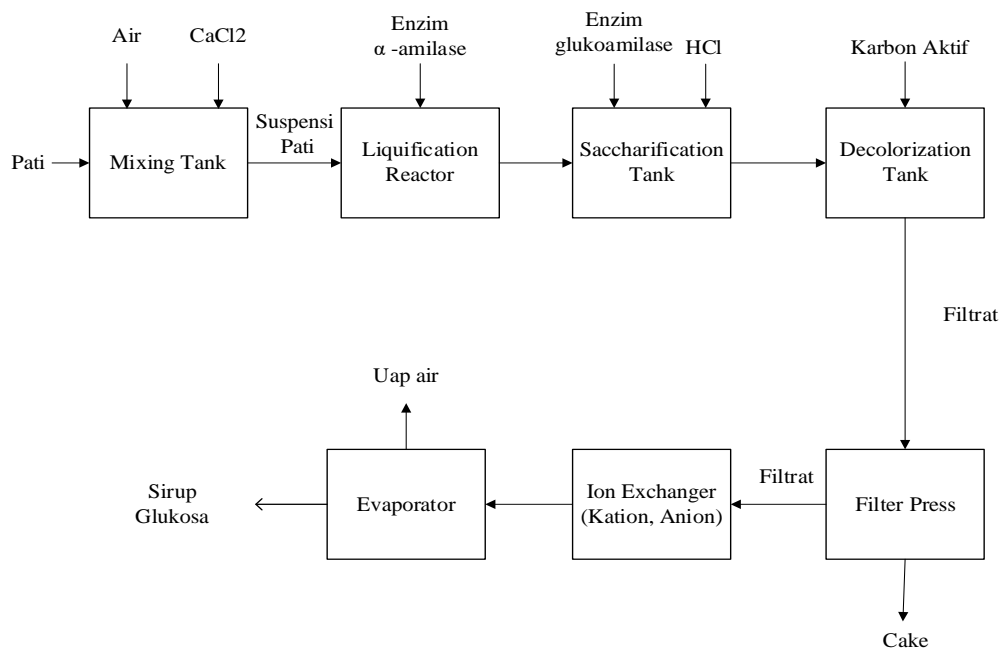 Air
CaCl2
Enzim
α -amilase
Enzim
glukoamilase
HCl
Karbon Aktif
Pati
Mixing Tank
Suspensi
Pati
Liquification
Reactor
Saccharification
Tank
Decolorization
Tank
Filtrat
Uap air
Sirup
Glukosa
Evaporator
Ion Exchanger
(Kation, Anion)
Filtrat
Filter Press
Cake